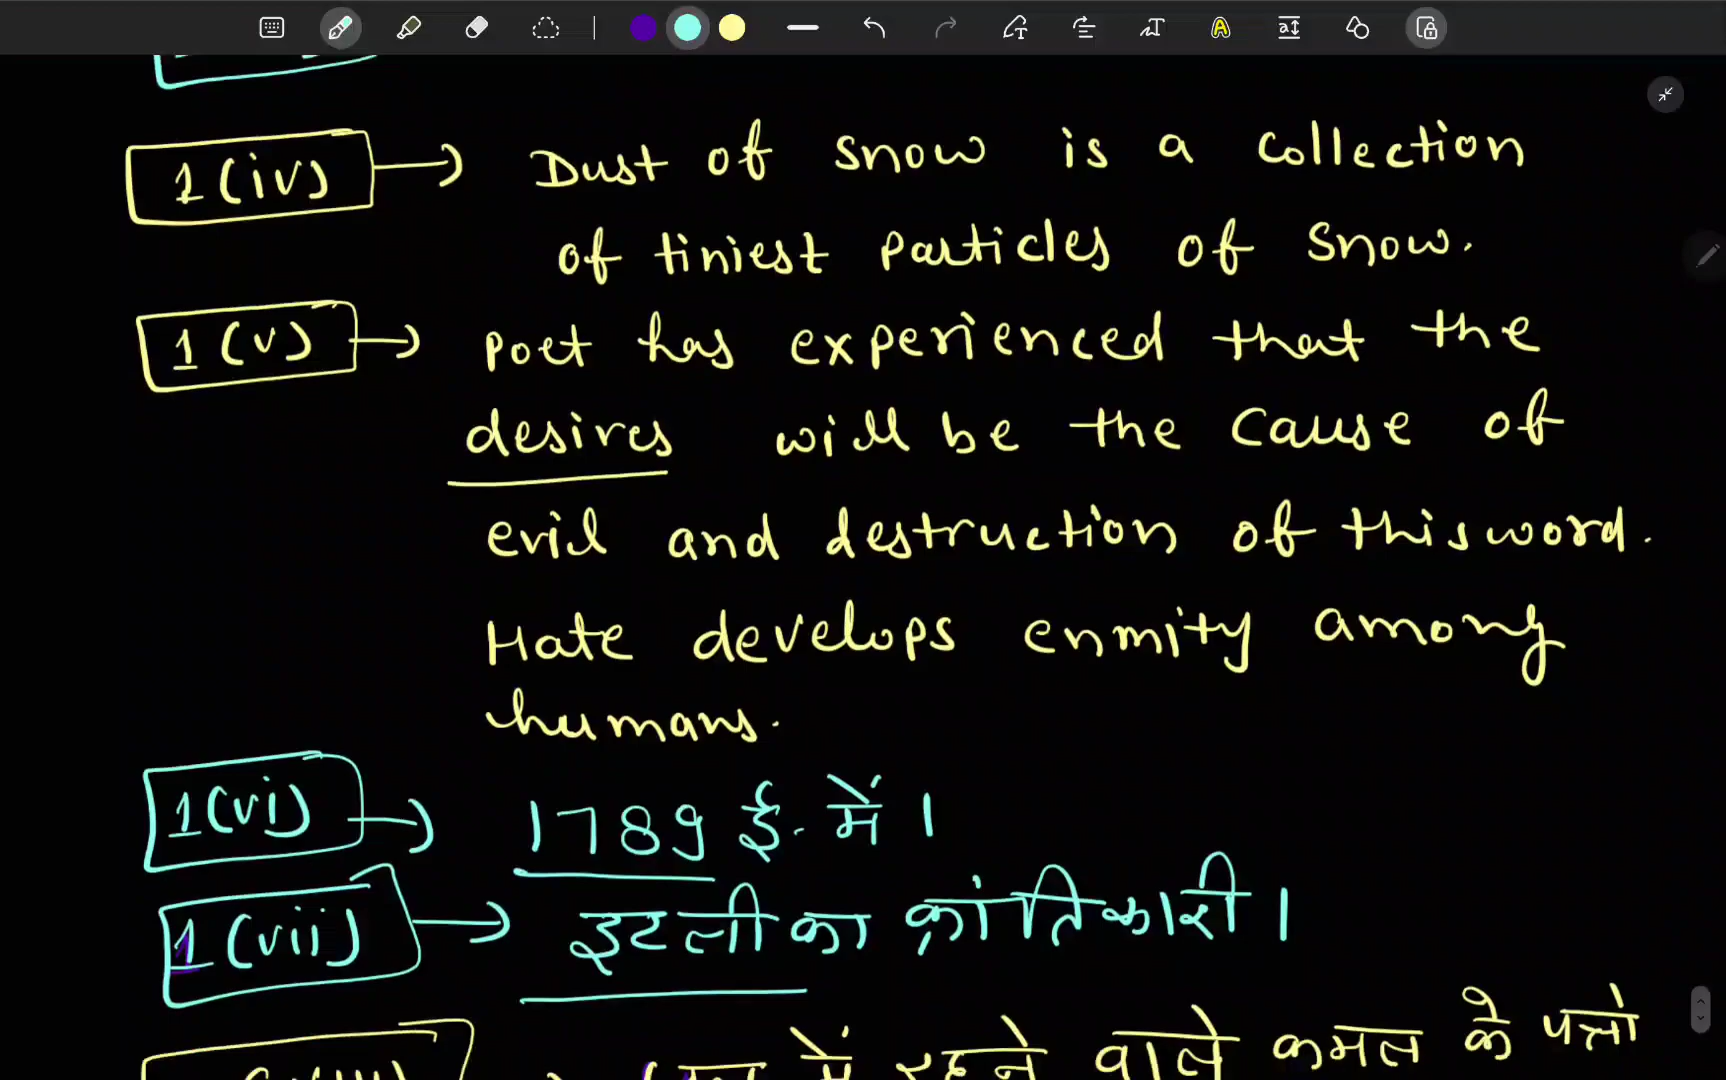 1(iv) → Dust of snow is a collection
of tiniest particles of snow.
1(v) → Poet has experienced that the
desires will be the cause of
evil and destruction of this word.
Hate develops enmity among
humans.
1(vi) → 1789 ई. में।
1(vii) → इटली का क्रांतिकारी।
में रहने वाले कमल के पत्तो